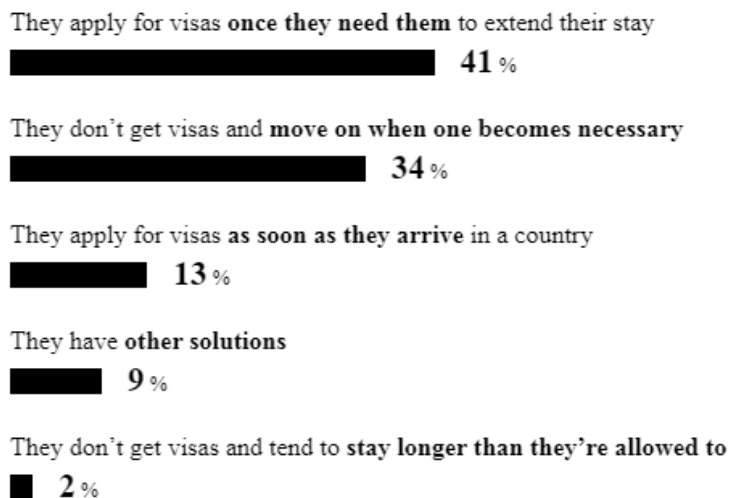 They apply for visas once they need them to extend their stay
41 %
They don't get visas and move on when one becomes necessary
34 %
They apply for visas as soon as they arrive in a country
13 %
They have other solutions
9 %
They don't get visas and tend to stay longer than they're allowed to
2 %